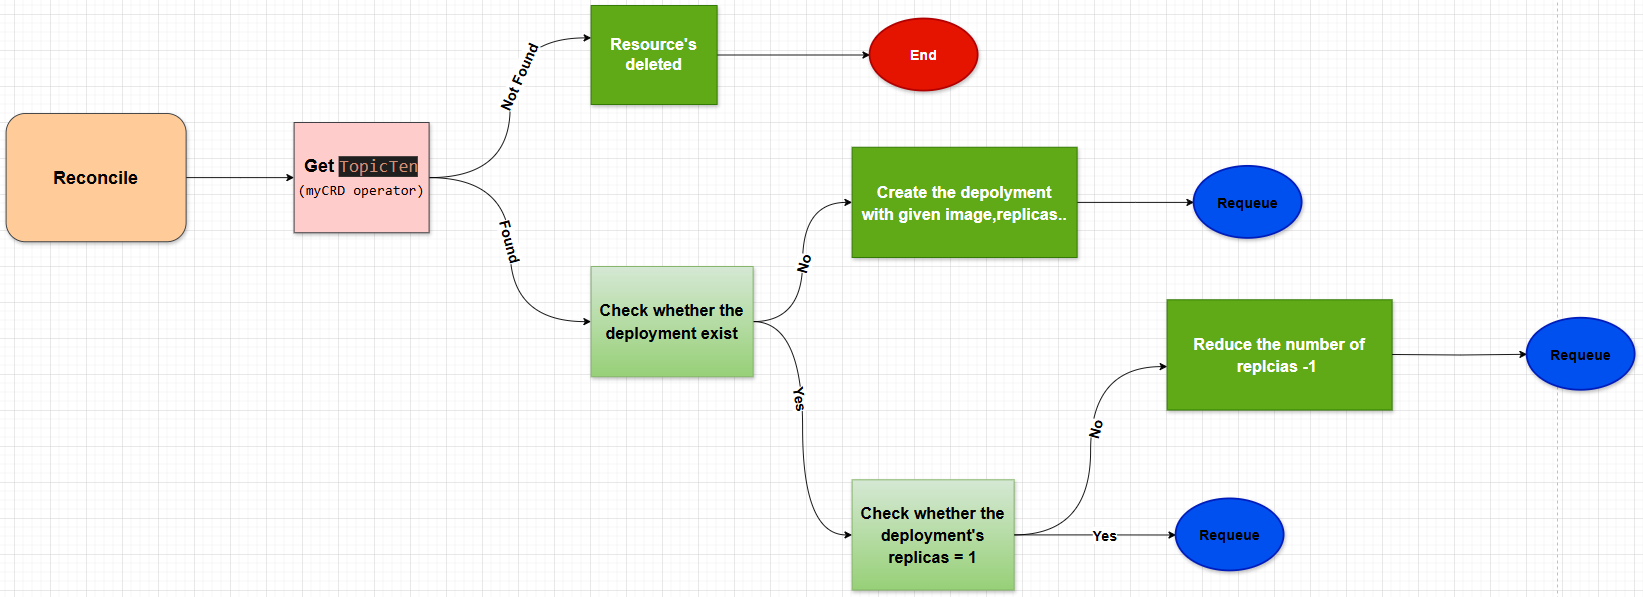 Reconcile
Get TopicTen
(myCRD operator)
Not Found
Found
Resource's
deleted
End
Check whether the
deployment exist
No
Yes
Create the depolyment
with given image,replicas..
Requeue
Check whether the
deployment's
replicas = 1
No
Yes
Reduce the number of
replcias -1
Requeue
Requeue